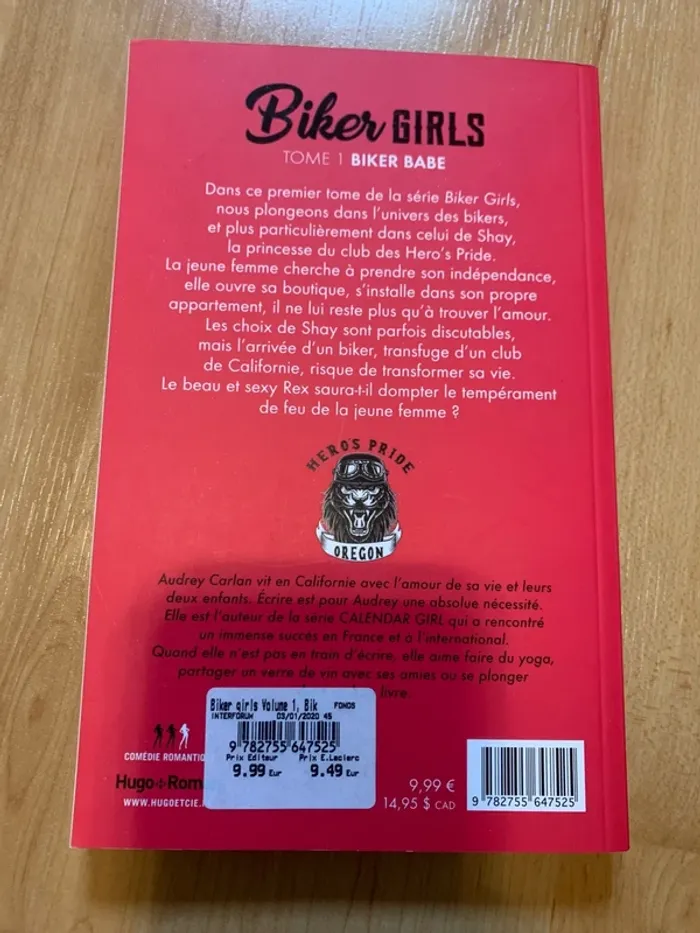 Biker GIRLS
TOME 1 BIKER BABE
Dans ce premier tome de la série Biker Girls,
nous plongeons dans l'univers des bikers,
et plus particulièrement dans celui de Shay,
la princesse du club des Hero's Pride.
La jeune femme cherche à prendre son indépendance,
elle ouvre sa boutique, s'installe dans son propre
appartement, il ne lui reste plus qu'à trouver l'amour.
Les choix de Shay sont parfois discutables,
mais l'arrivée d'un biker, transfuge d'un club
de Californie, risque de transformer sa vie.
Le beau et sexy Rex saura-t-il dompter le tempérament
de feu de la jeune femme ?
HERO'S PRIDE
OREGON
Audrey Carlan vit en Californie avec l'amour de sa vie et leurs
deux enfants. Écrire est pour Audrey une absolue nécessité.
Elle est l'auteur de la série CALENDAR GIRL qui a rencontré
un immense succès en France et à l'international.
Quand elle n'est pas en train d'écrire, elle aime faire du yoga,
partager un verre de vin avec ses amies ou se plonger
livre.
Biker girls Volume 1, Bik FONDS
INTERFORUM 03/01/2020 45
9 782755 647525
Prix Editeur Prix E.Leclerc
9.99 Eur 9.49 Eur
COMÉDIE ROMANTIQ
Hugo+Rom
WWW.HUGOETCIE.
9,99 €
14,95 $ CAD
9 782755 647525